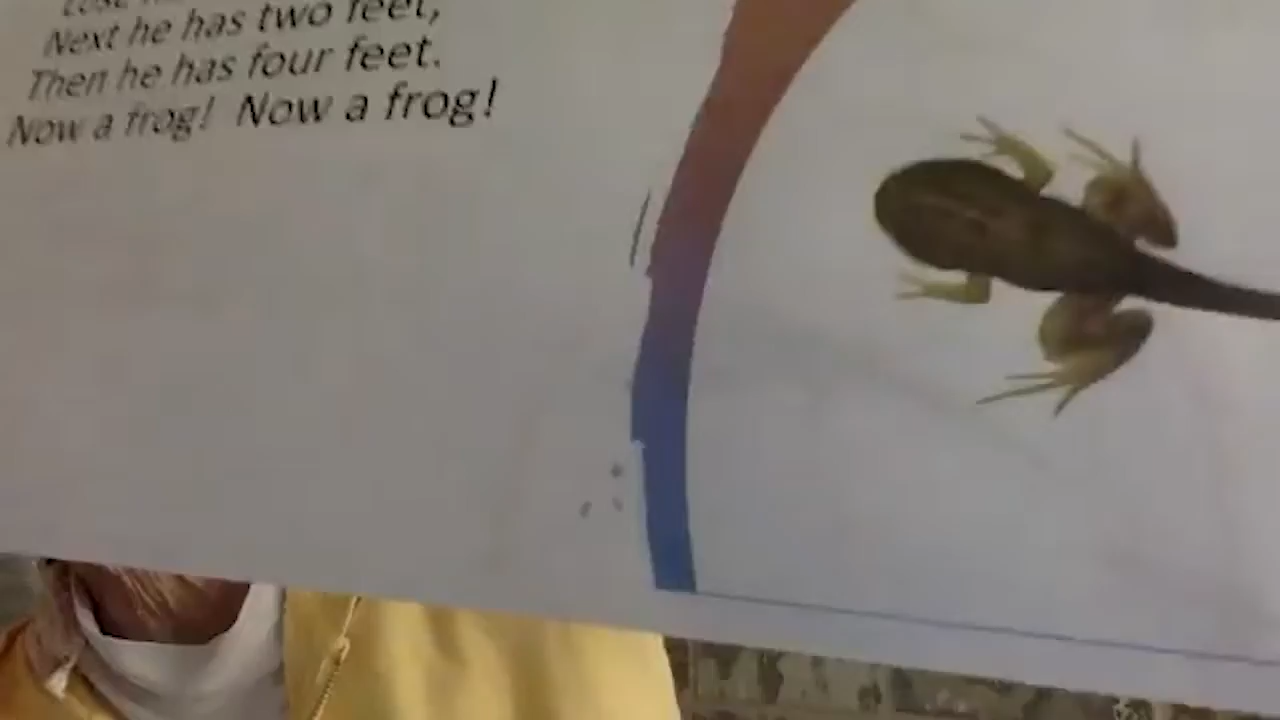 Next he has two feet,
Then he has four feet.
Now a frog! Now a frog!